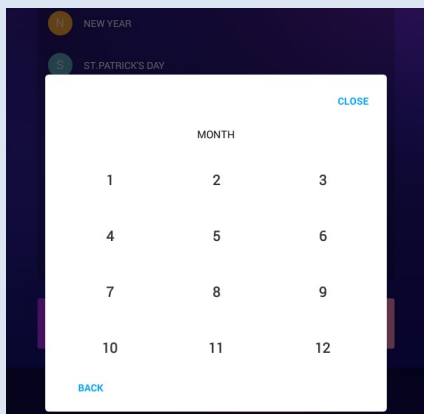 N NEW YEAR
S ST.PATRICK'S DAY
CLOSE
MONTH
1 2 3
4 5 6
7 8 9
10 11 12
BACK